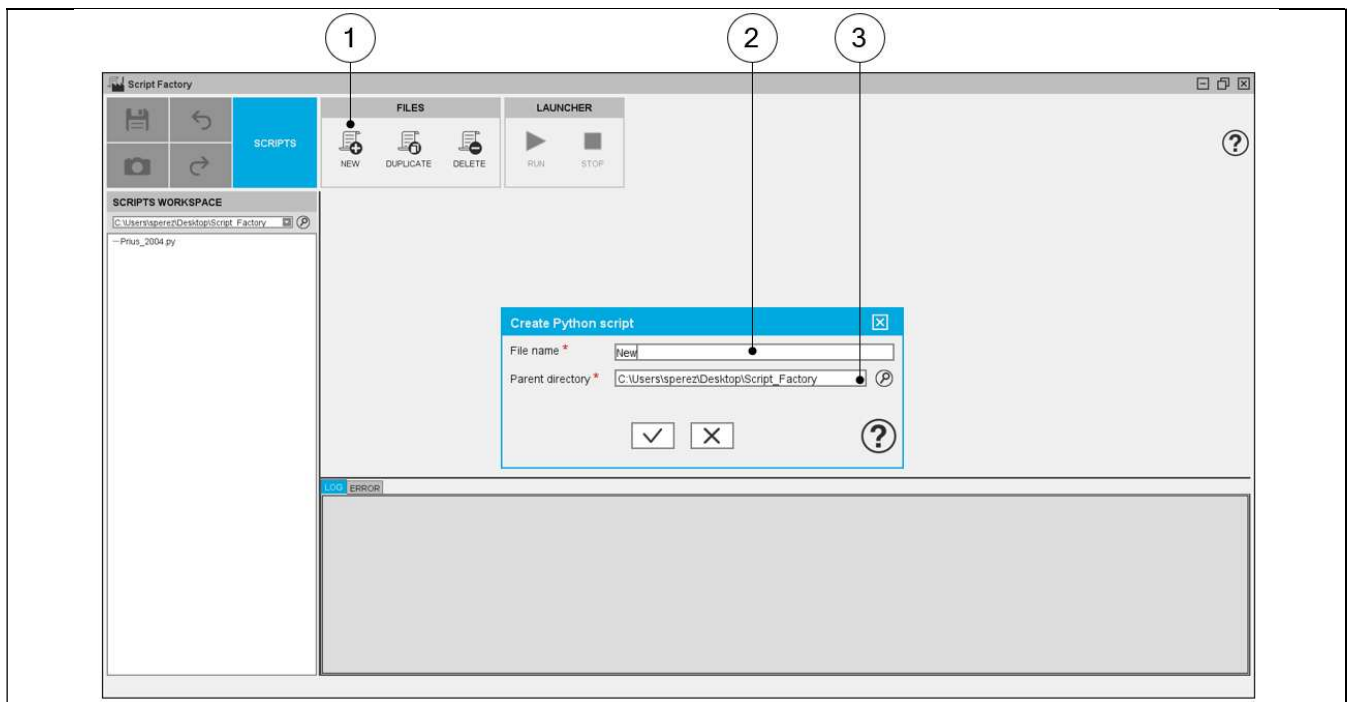 1 2 3
Script Factory
FILES LAUNCHER
SCRIPTS
NEW DUPLICATE DELETE RUN STOP
SCRIPTS WORKSPACE
C:\Users\sperez\Desktop\Script_Factory
Prius_2004.py
Create Python script
File name * New
Parent directory * C:\Users\sperez\Desktop\Script_Factory
?
?
LOG ERROR